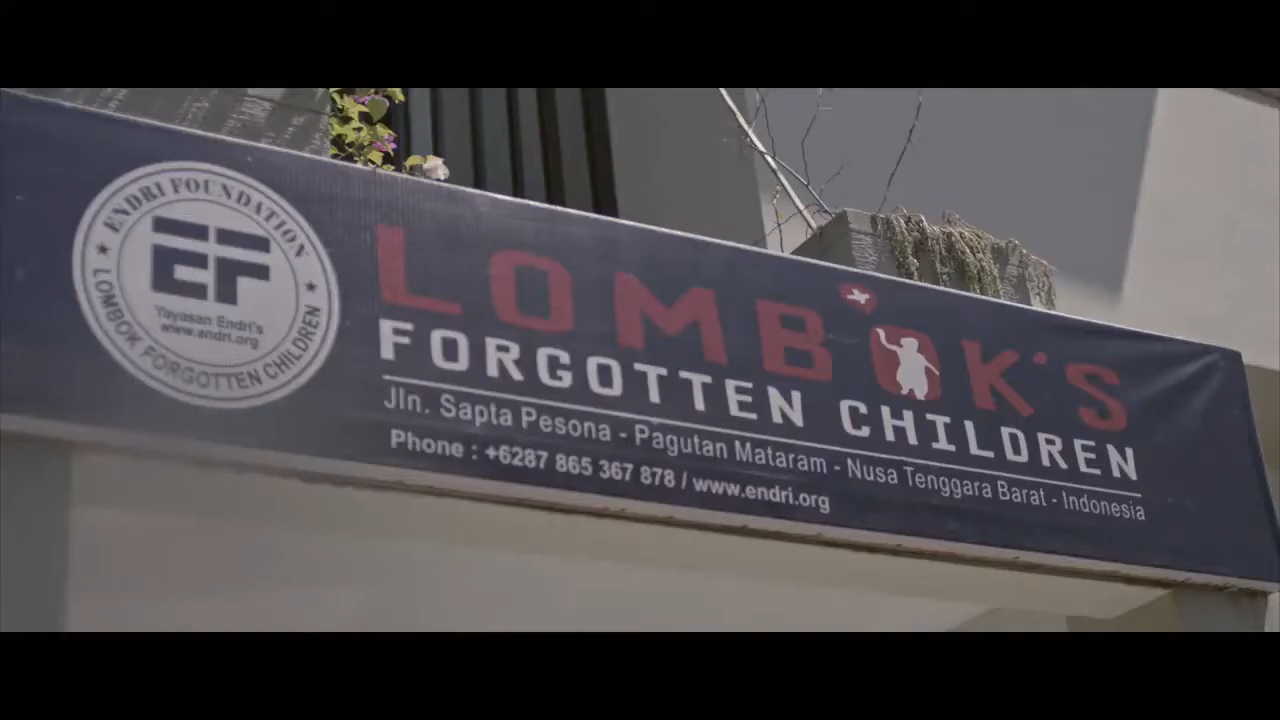 ENDRI FOUNDATION
EF
Yayasan Endri's
www.endri.org
LOMBOK FORGOTTEN CHILDREN
LOMBOK'S
FORGOTTEN CHILDREN
Jln. Sapta Pesona - Pagutan Mataram - Nusa Tenggara Barat - Indonesia
Phone : +6287 865 367 878 / www.endri.org